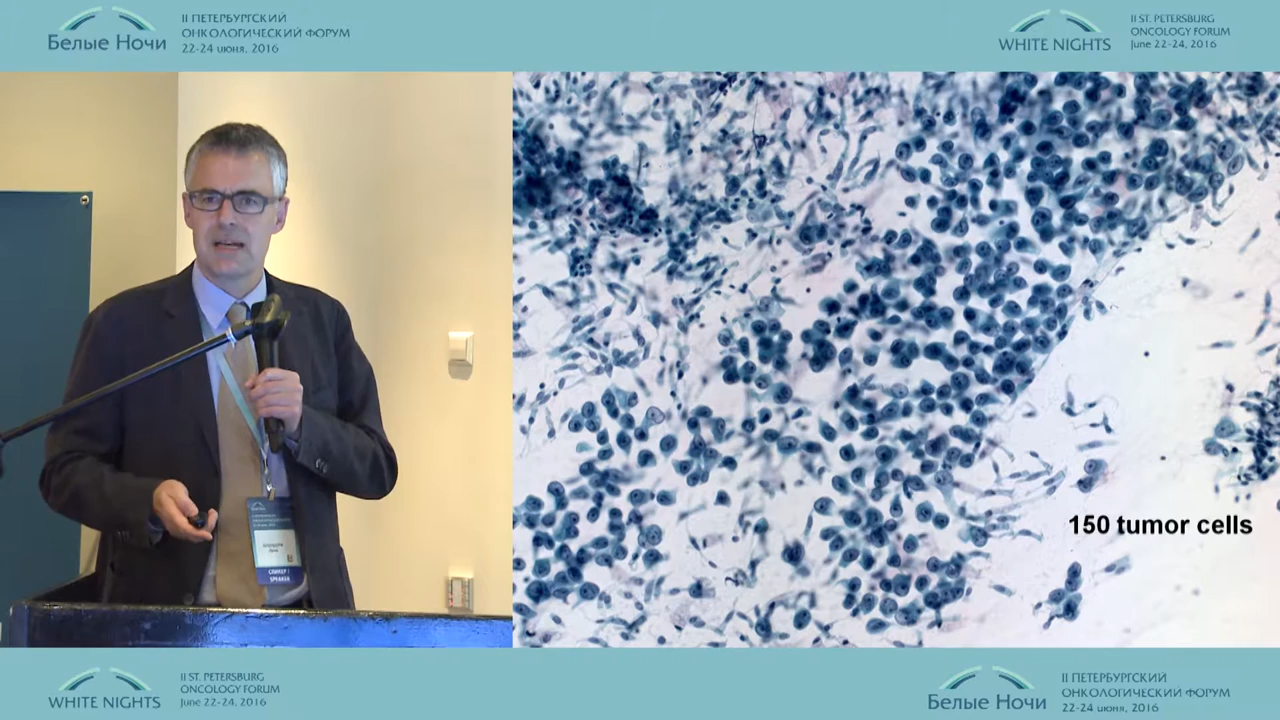 Белые Ночи
II ПЕТЕРБУРГСКИЙ
ОНКОЛОГИЧЕСКИЙ ФОРУМ
22-24 июня, 2016
WHITE NIGHTS
II ST. PETERSBURG
ONCOLOGY FORUM
June 22-24, 2016
150 tumor cells
СПИКЕР /
SPEAKER
WHITE NIGHTS
II ST. PETERSBURG
ONCOLOGY FORUM
June 22-24, 2016
Белые Ночи
II ПЕТЕРБУРГСКИЙ
ОНКОЛОГИЧЕСКИЙ ФОРУМ
22-24 июня, 2016